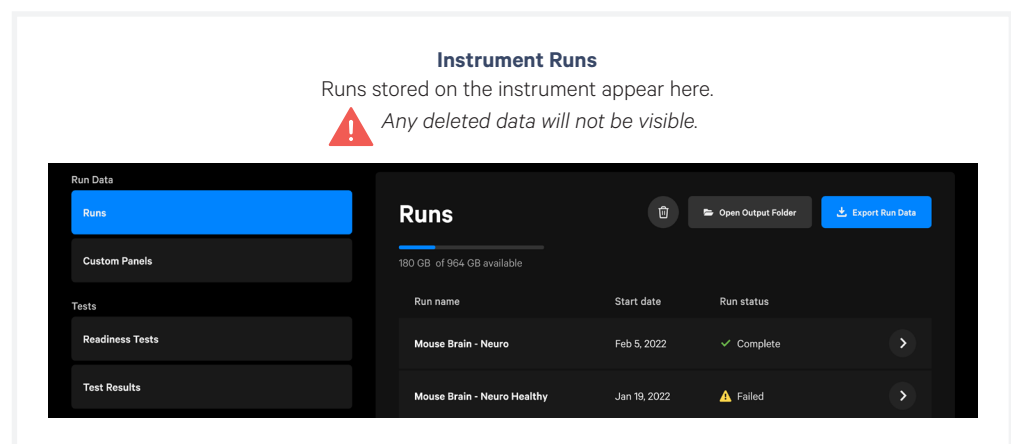 Instrument Runs
Runs stored on the instrument appear here.
Any deleted data will not be visible.
Run Data
Runs
Custom Panels
Tests
Readiness Tests
Test Results
Runs
Open Output Folder
Export Run Data
180 GB of 964 GB available
Run name Start date Run status
Mouse Brain - Neuro Feb 5, 2022 Complete
Mouse Brain - Neuro Healthy Jan 19, 2022 Failed